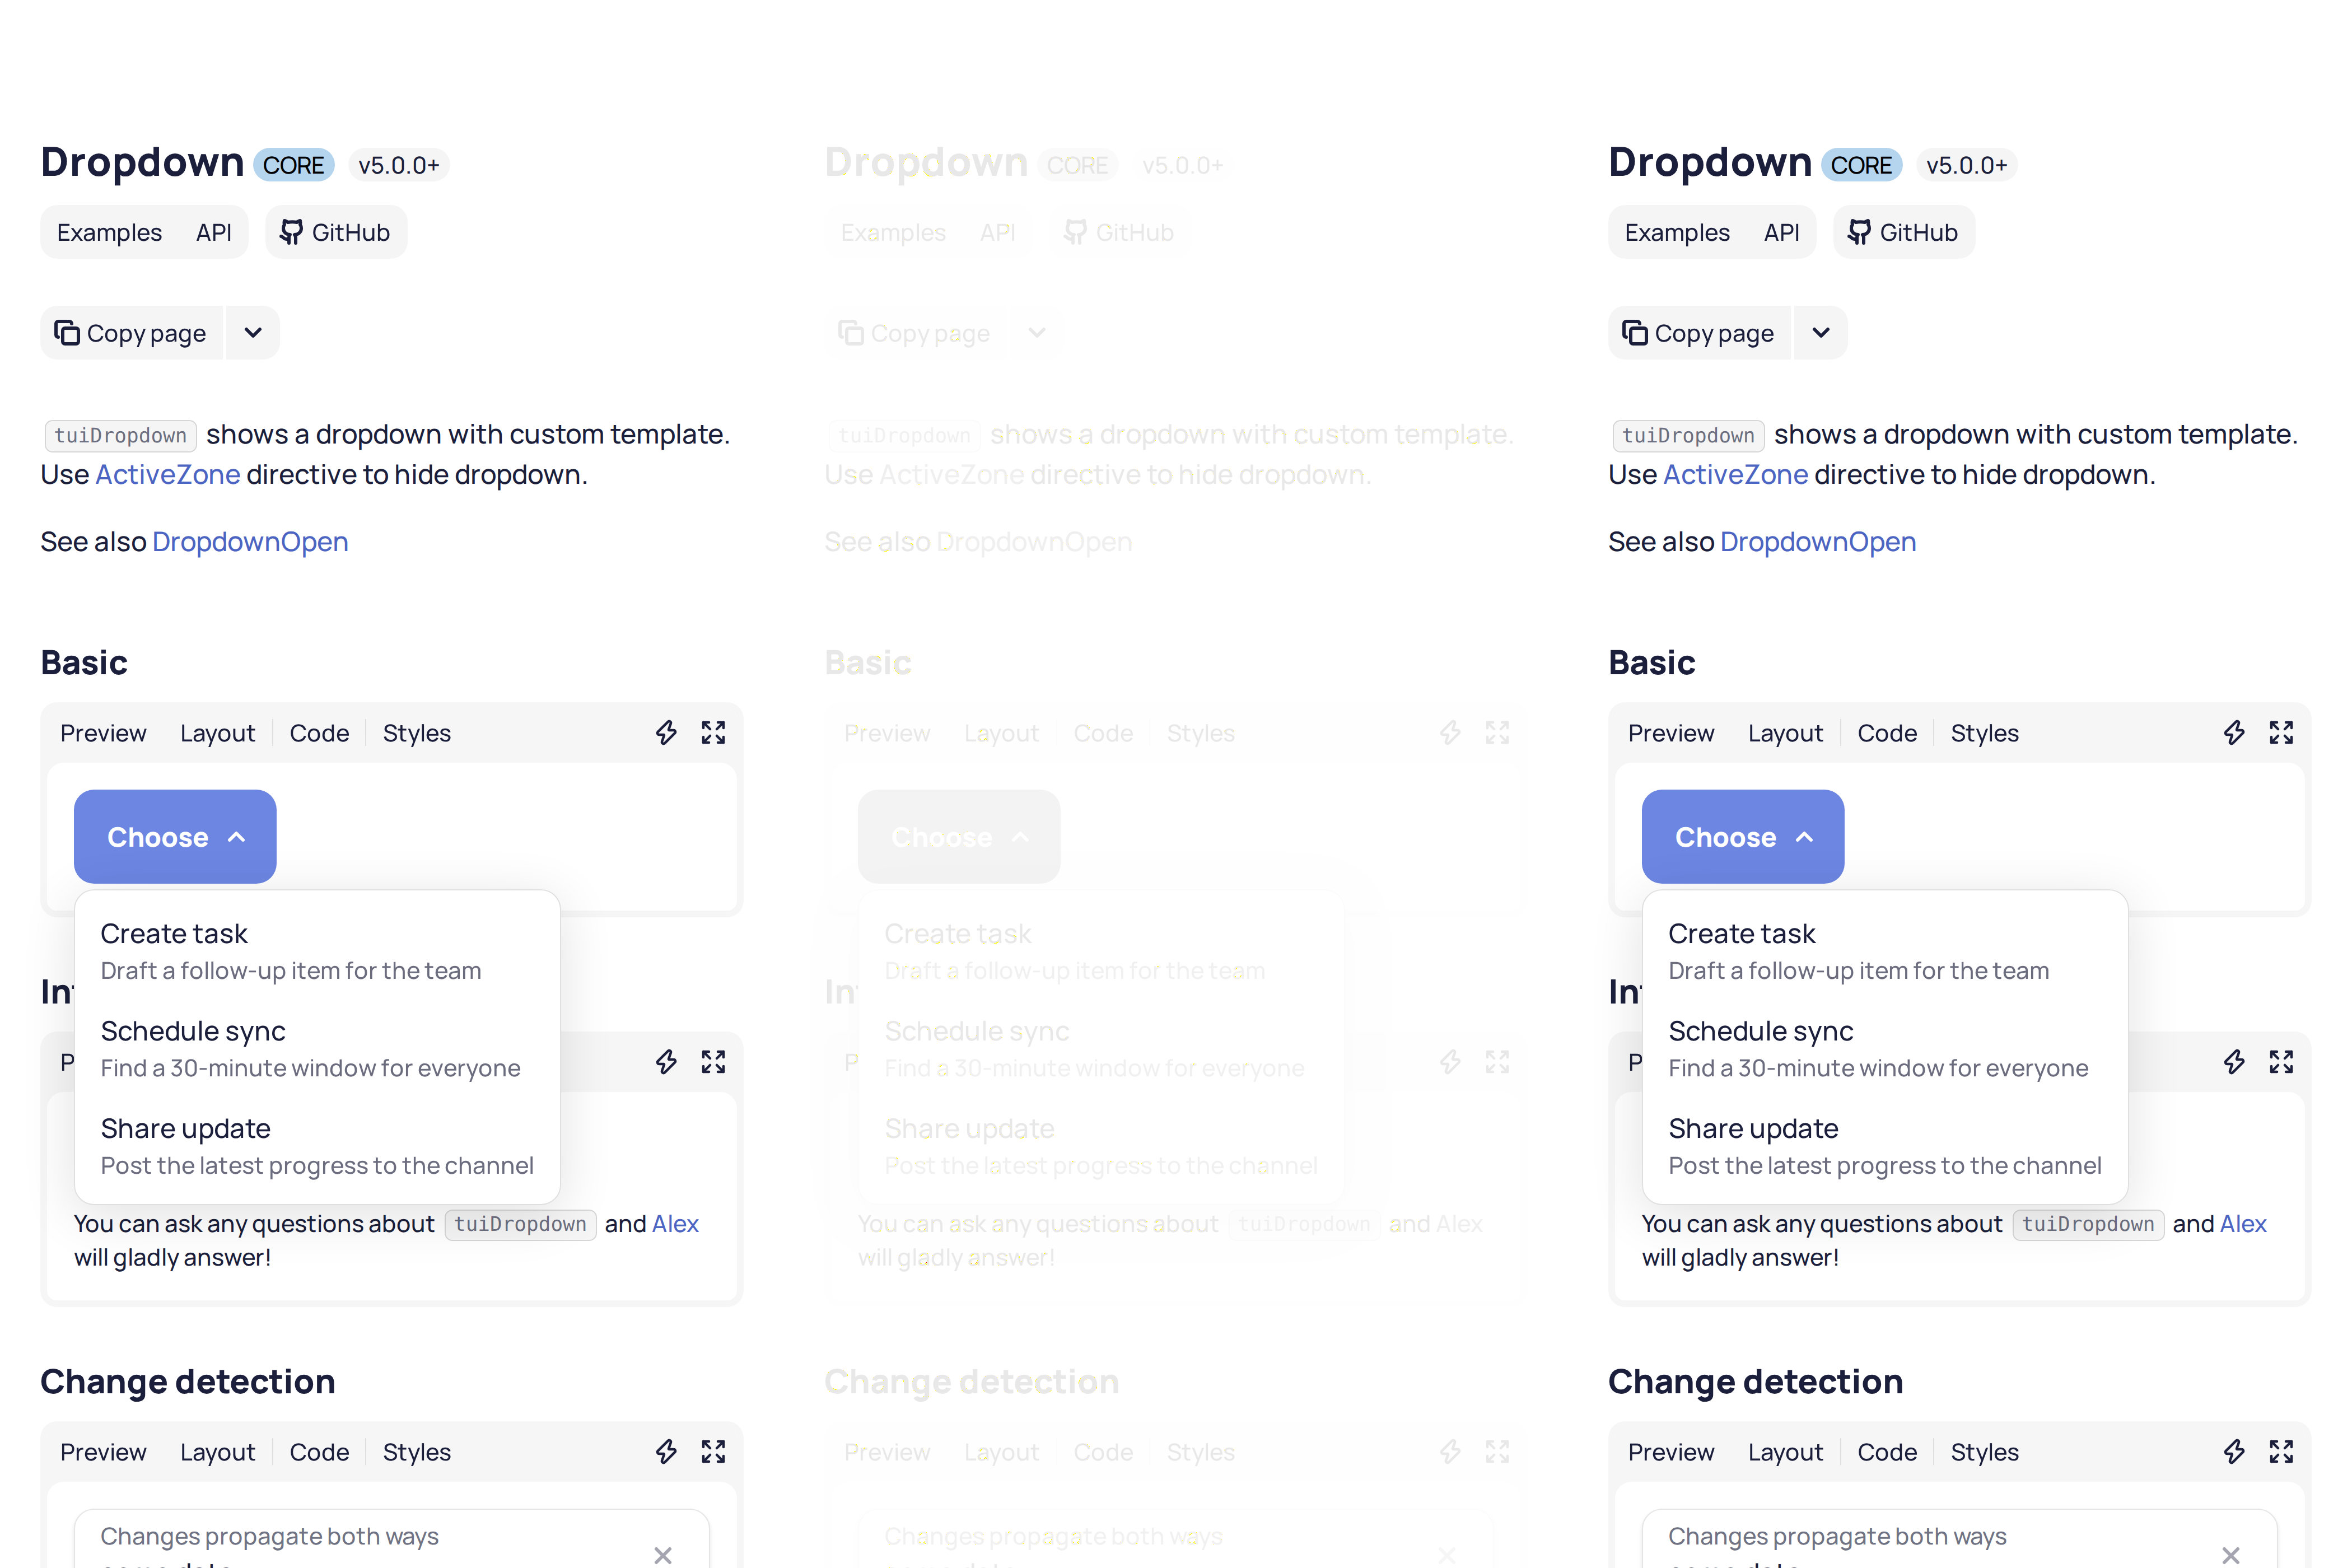 Dropdown CORE v5.0.0+
Examples API GitHub
Copy page
tuiDropdown shows a dropdown with custom template.
Use ActiveZone directive to hide dropdown.
See also DropdownOpen
Basic
Preview Layout Code Styles
Choose
Create task
Draft a follow-up item for the team
Schedule sync
Find a 30-minute window for everyone
Share update
Post the latest progress to the channel
You can ask any questions about tuiDropdown and Alex
will gladly answer!
Change detection
Preview Layout Code Styles
Changes propagate both ways
Dropdown CORE v5.0.0+
Examples API GitHub
Copy page
tuiDropdown shows a dropdown with custom template.
Use ActiveZone directive to hide dropdown.
See also DropdownOpen
Basic
Preview Layout Code Styles
Choose
Create task
Draft a follow-up item for the team
Schedule sync
Find a 30-minute window for everyone
Share update
Post the latest progress to the channel
You can ask any questions about tuiDropdown and Alex
will gladly answer!
Change detection
Preview Layout Code Styles
Changes propagate both ways
Dropdown CORE v5.0.0+
Examples API GitHub
Copy page
tuiDropdown shows a dropdown with custom template.
Use ActiveZone directive to hide dropdown.
See also DropdownOpen
Basic
Preview Layout Code Styles
Choose
Create task
Draft a follow-up item for the team
Schedule sync
Find a 30-minute window for everyone
Share update
Post the latest progress to the channel
You can ask any questions about tuiDropdown and Alex
will gladly answer!
Change detection
Preview Layout Code Styles
Changes propagate both ways